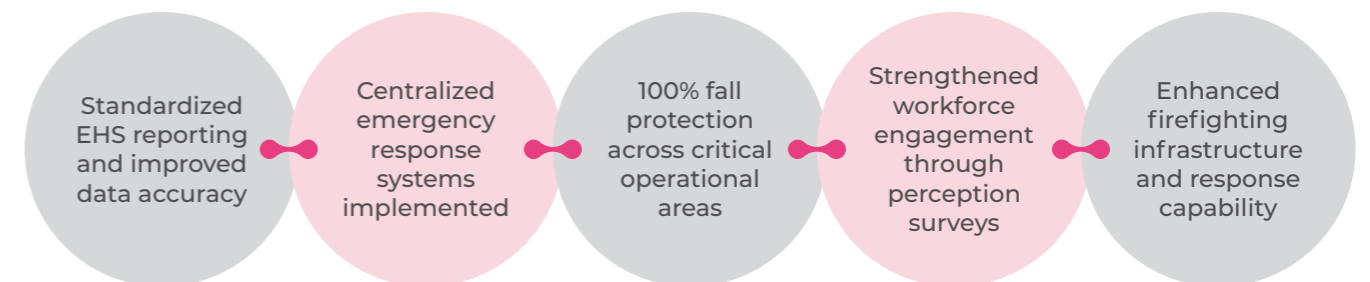 Standardized
EHS reporting
and improved
data accuracy
Centralized
emergency
response
systems
implemented
100% fall
protection
across critical
operational
areas
Strengthened
workforce
engagement
through
perception
surveys
Enhanced
firefighting
infrastructure
and response
capability